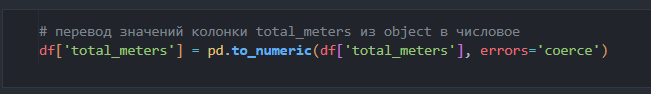 # перевод значений колонки total_meters из object в числовое
df['total_meters'] = pd.to_numeric(df['total_meters'], errors='coerce')